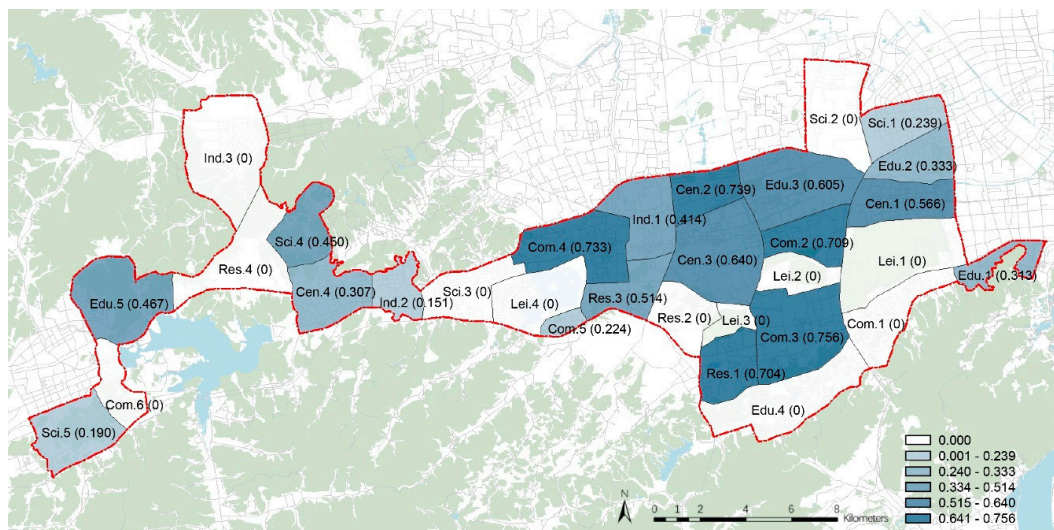 Sci.2 (0)
Sci.1 (0.239)
Ind.3 (0)
Edu.2 (0.333)
Cen.2 (0.739)
Edu.3 (0.605)
Cen.1 (0.566)
Ind.1 (0.414)
Sci.4 (0.450)
Com.4 (0.733)
Com.2 (0.709)
Cen.3 (0.640)
Lei.1 (0)
Res.4 (0)
Lei.2 (0)
Edu.1 (0.313)
Cen.4 (0.307)
Sci.3 (0)
Res.3 (0.514)
Edu.5 (0.467)
Ind.2 (0.151)
Lei.4 (0)
Res.2 (0)
Lei.3 (0)
Com.1 (0)
Com.5 (0.224)
Com.3 (0.756)
Res.1 (0.704)
Com.6 (0)
Edu.4 (0)
Sci.5 (0.190)
0.000
0.001 - 0.239
0.240 - 0.333
0.334 - 0.514
0.515 - 0.640
0.641 - 0.756
N
0 1 2 4 6 8
Kilometers